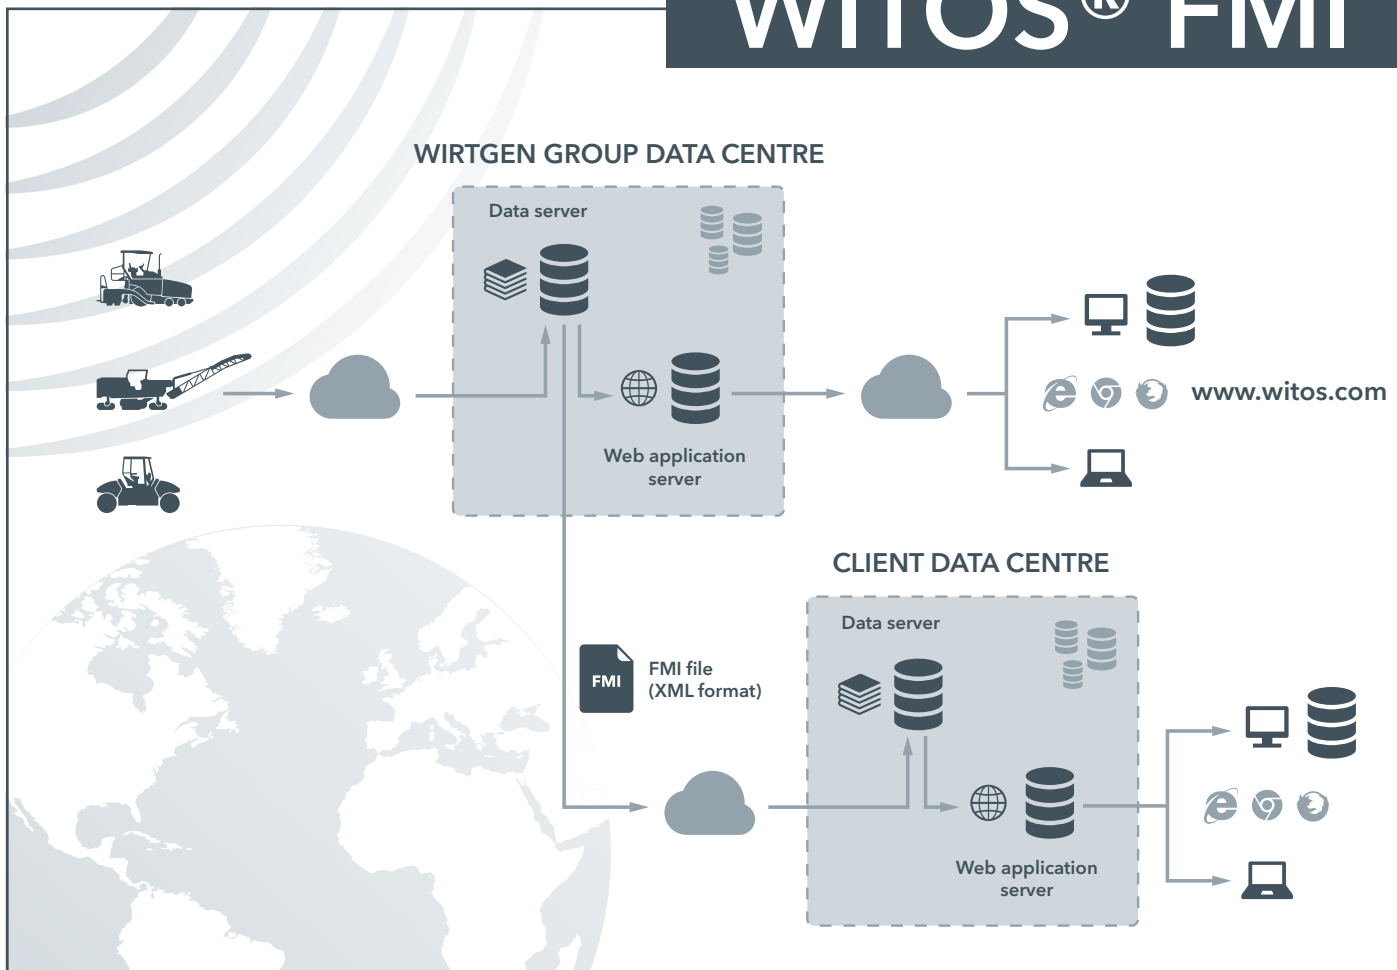 WITOS® FMI
WIRTGEN GROUP DATA CENTRE
Data server
Web application
server
www.witos.com
CLIENT DATA CENTRE
Data server
FMI
FMI file
(XML format)
Web application
server